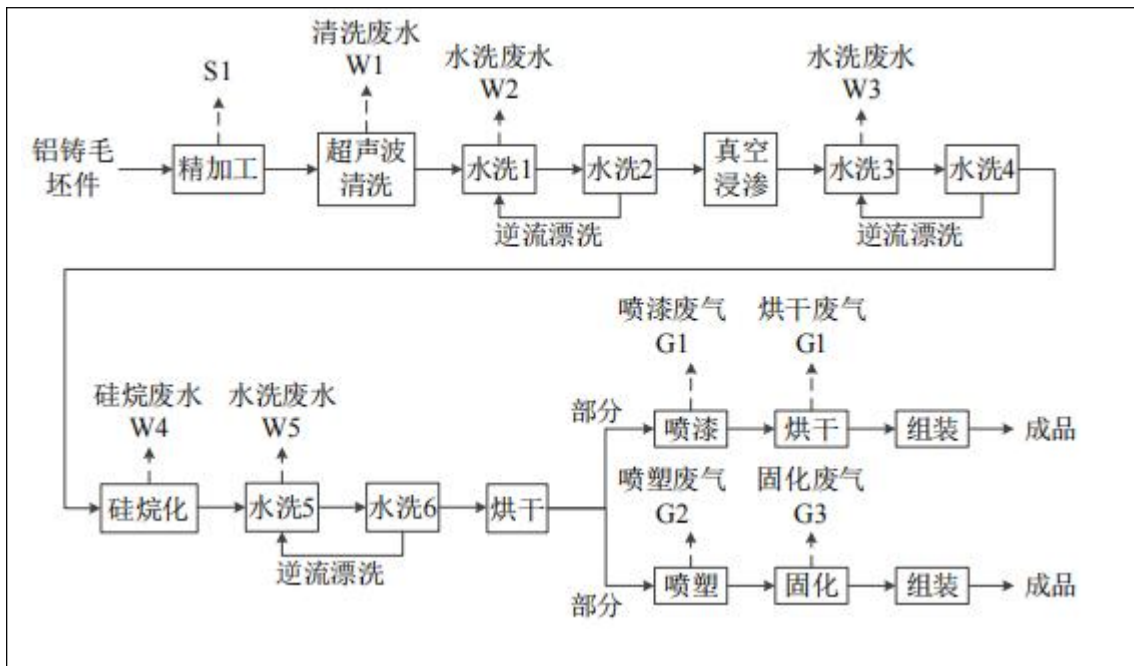 清洗废水
W1
水洗废水
W2
水洗废水
W3
S1
铝铸毛
坯件
精加工
超声波
清洗
水洗1
水洗2
真空
浸渗
水洗3
水洗4
逆流漂洗
逆流漂洗
喷漆废气
G1
烘干废气
G1
硅烷废水
W4
水洗废水
W5
部分
喷漆
烘干
组装
成品
喷塑废气
G2
固化废气
G3
硅烷化
水洗5
水洗6
烘干
逆流漂洗
部分
喷塑
固化
组装
成品